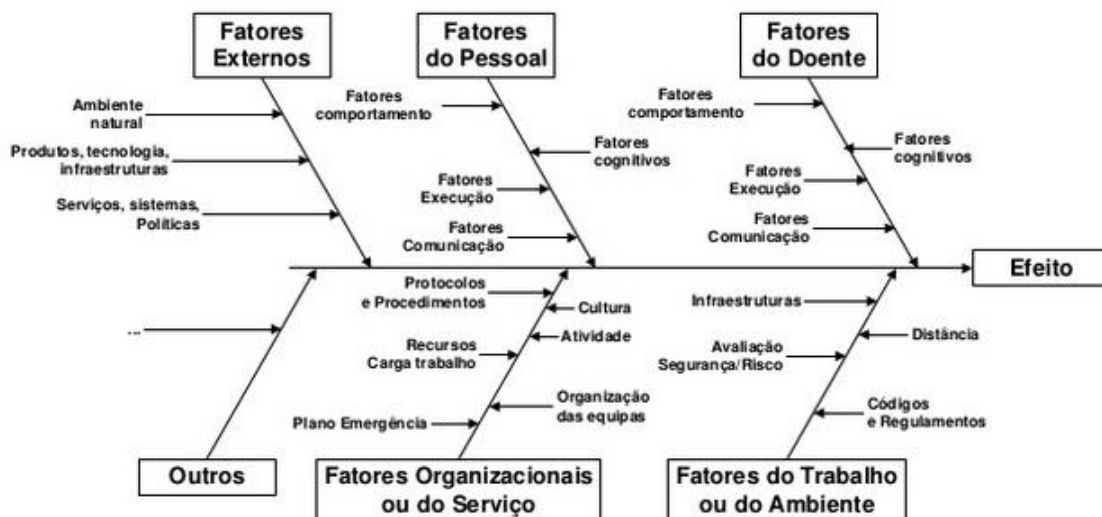 Fatores
Externos
Fatores
do Pessoal
Fatores
do Doente
Ambiente
natural
Produtos, tecnologia,
infraestruturas
Serviços, sistemas,
Políticas
Fatores
comportamento
Fatores
cognitivos
Fatores
Execução
Fatores
Comunicação
Fatores
comportamento
Fatores
cognitivos
Fatores
Execução
Fatores
Comunicação
Efeito
...
Protocolos
e Procedimentos
Cultura
Atividade
Recursos
Carga trabalho
Organização
das equipas
Plano Emergência
Infraestruturas
Distância
Avaliação
Segurança/Risco
Códigos
e Regulamentos
Outros
Fatores Organizacionais
ou do Serviço
Fatores do Trabalho
ou do Ambiente